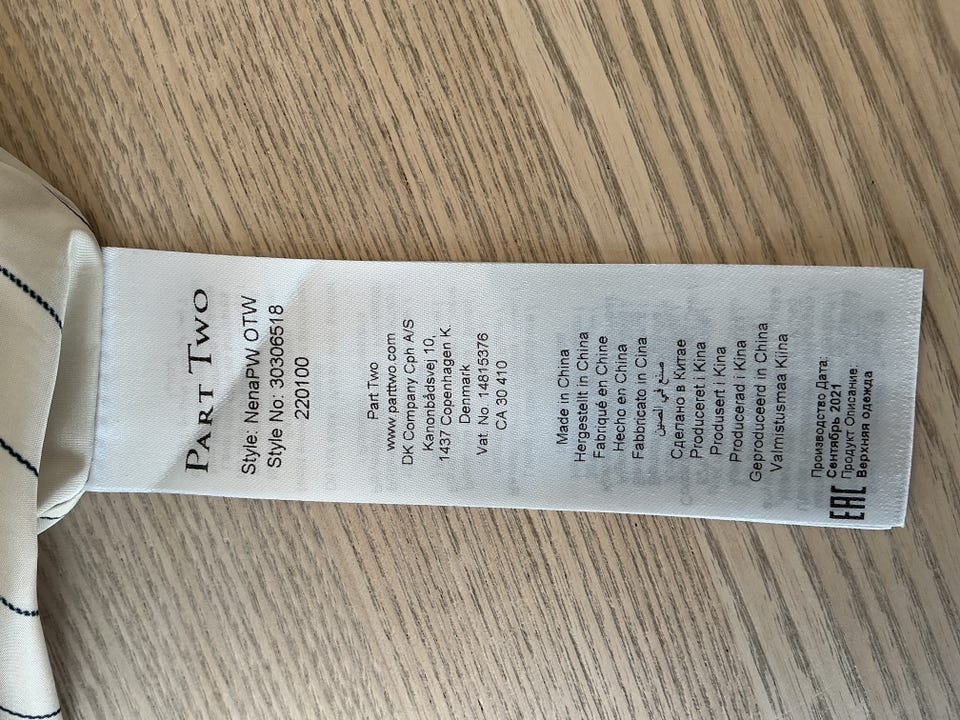 PART TWO
Style: NenaPW OTW
Style No: 30306518
220100
Part Two
www.parttwo.com
DK Company Cph A/S
Kanonbådsvej 10,
1437 Copenhagen K
Denmark
Vat. No. 14815376
CA 30 410
Made in China
Hergestellt in China
Fabriqué en Chine
Hecho en China
Fabbricato in Cina
صنع في الصين
Сделано в Китае
Produceret i Kina
Produsert i Kina
Producerad i Kina
Geproduceerd in China
Valmistusmaa Kiina
Производство Дата:
Сентябрь 2021
Продукт Описание:
Верхняя одежда
EAC